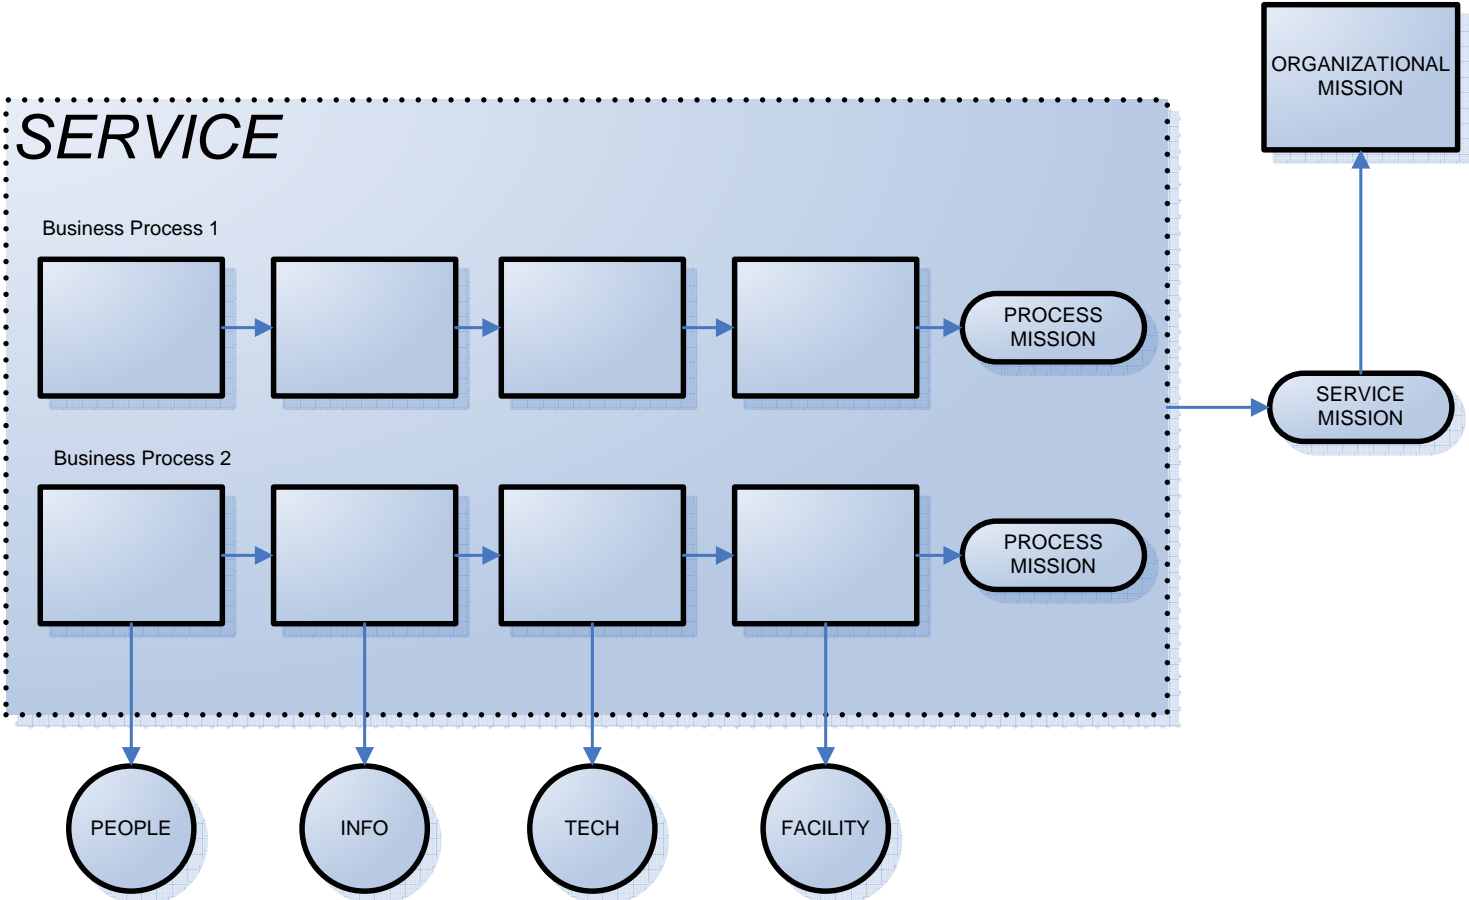 ORGANIZATIONAL
MISSION
SERVICE
Business Process 1
PROCESS
MISSION
SERVICE
MISSION
Business Process 2
PROCESS
MISSION
PEOPLE
INFO
TECH
FACILITY